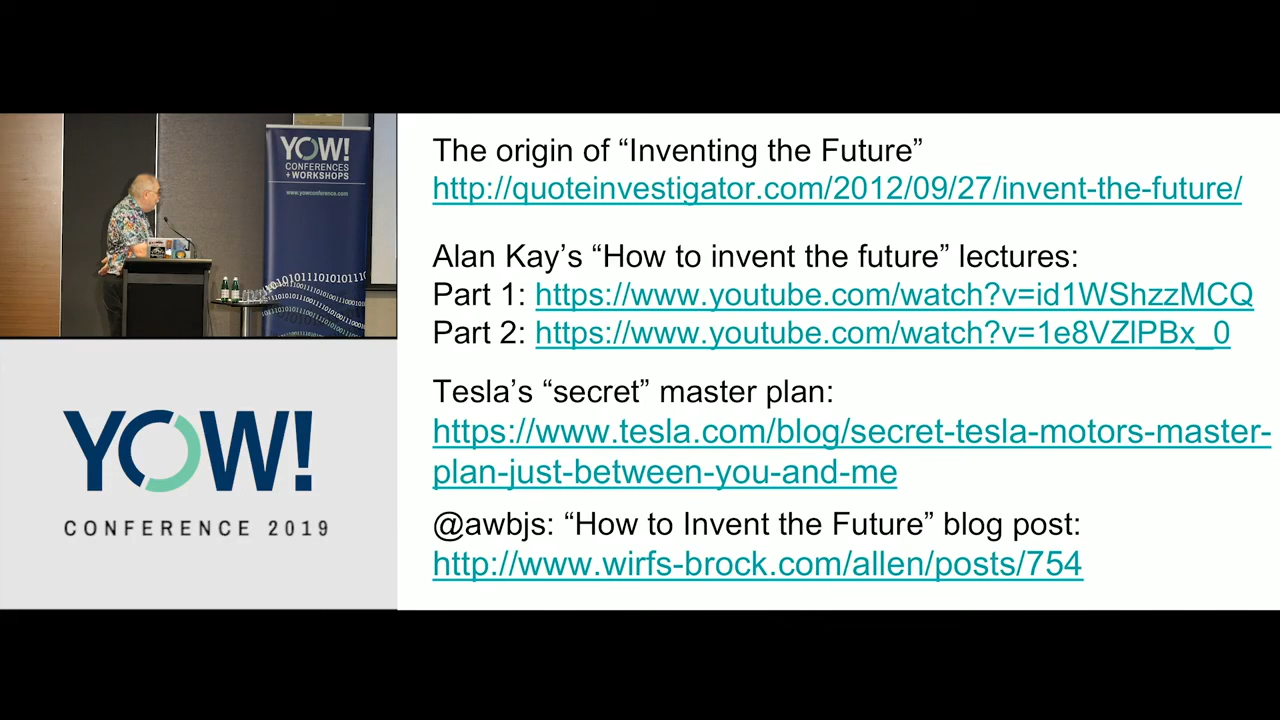 YOW!
CONFERENCES
+WORKSHOPS
www.yowconference.com
YOW!
CONFERENCE 2019
The origin of “Inventing the Future”
http://quoteinvestigator.com/2012/09/27/invent-the-future/
Alan Kay’s “How to invent the future” lectures:
Part 1: https://www.youtube.com/watch?v=id1WShzzMCQ
Part 2: https://www.youtube.com/watch?v=1e8VZlPBx_0
Tesla’s “secret” master plan:
https://www.tesla.com/blog/secret-tesla-motors-master-
plan-just-between-you-and-me
@awbjs: “How to Invent the Future” blog post:
http://www.wirfs-brock.com/allen/posts/754